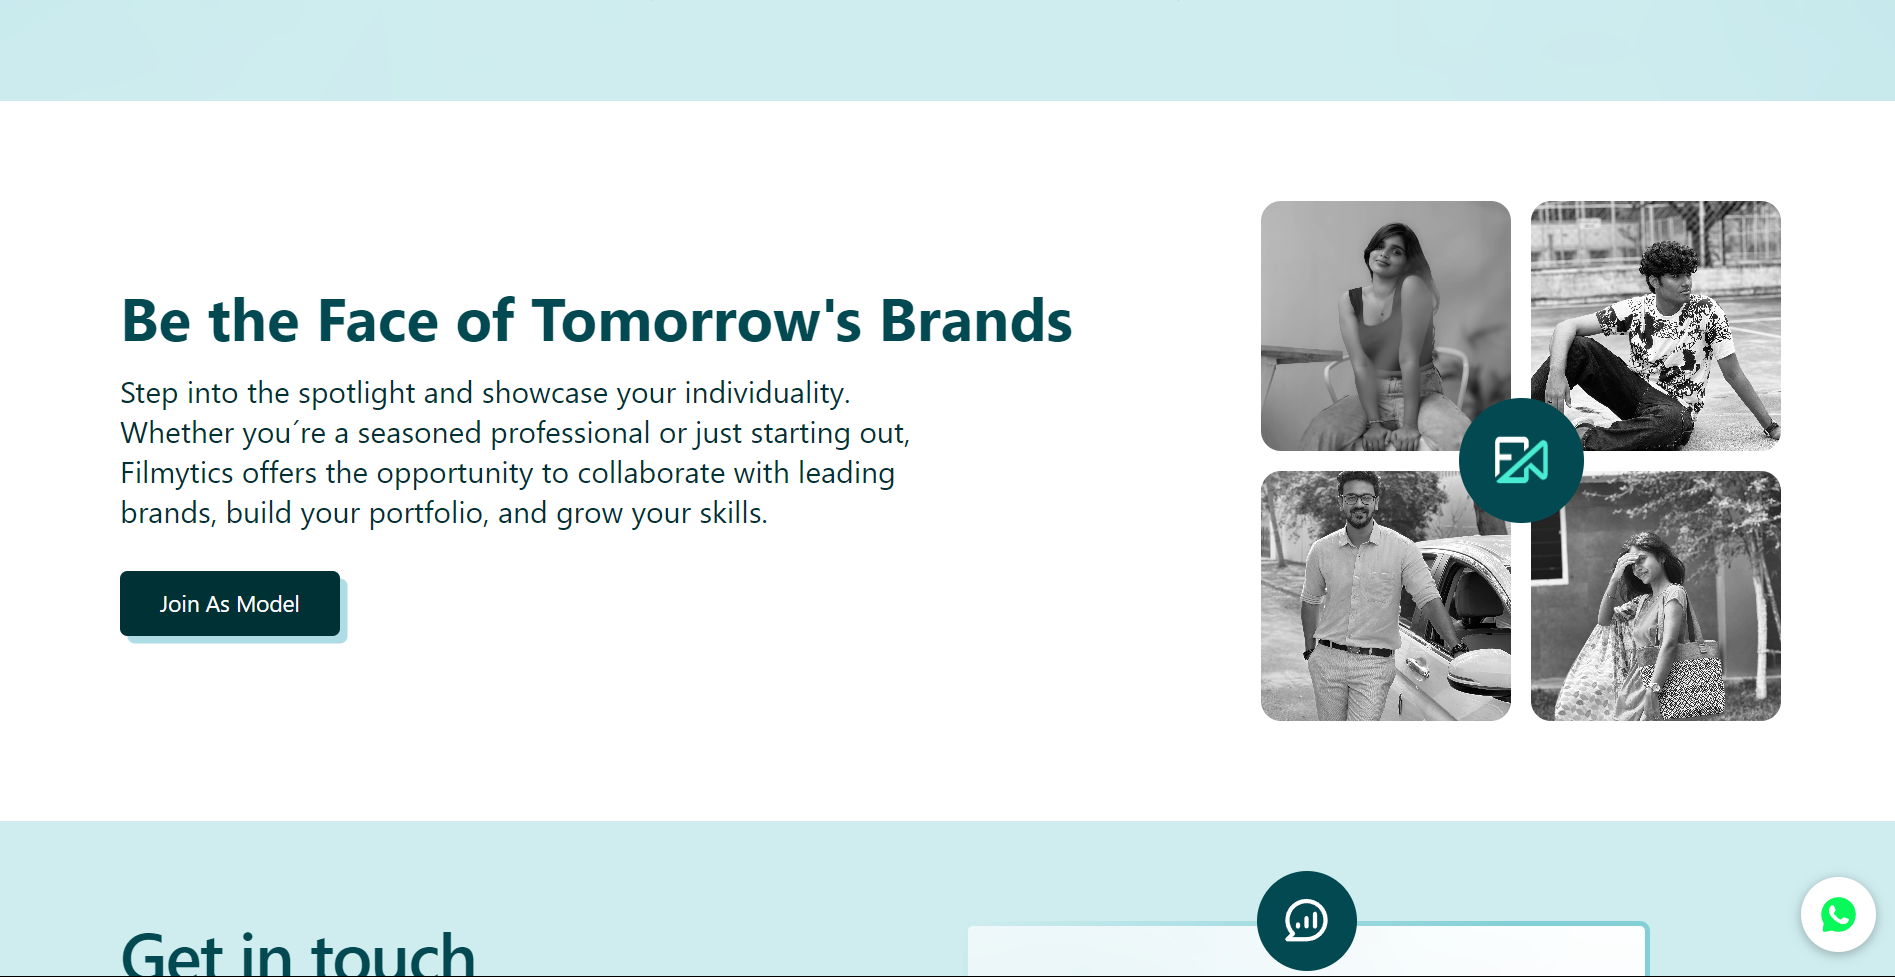 Be the Face of Tomorrow's Brands
Step into the spotlight and showcase your individuality.
Whether you´re a seasoned professional or just starting out,
Filmytics offers the opportunity to collaborate with leading
brands, build your portfolio, and grow your skills.
Join As Model
Get in touch